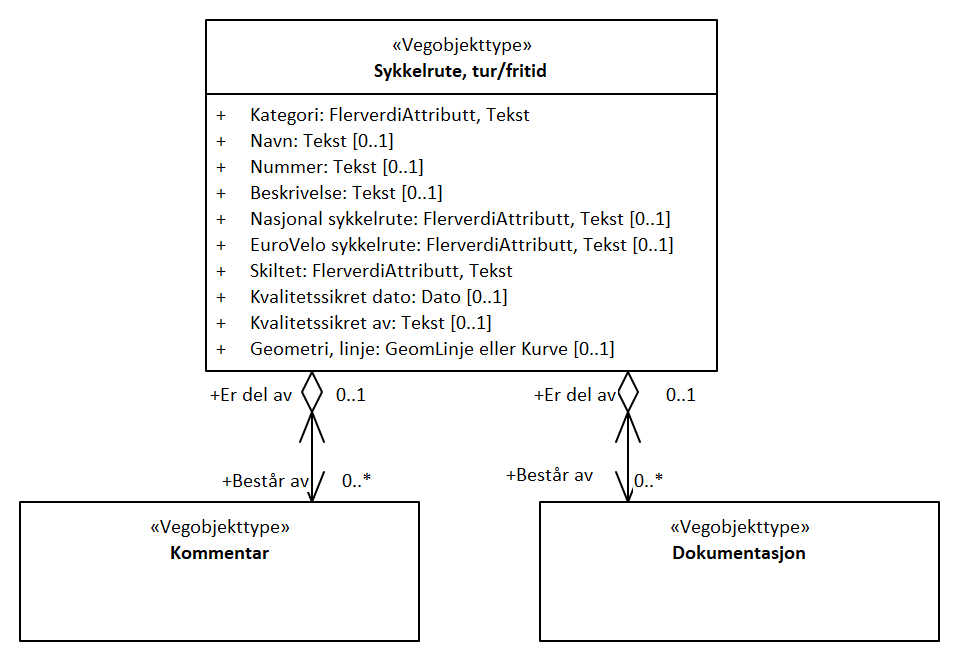 «Vegobjekttype»
Sykkelrute, tur/fritid
+ Kategori: FlerverdiAttributt, Tekst
+ Navn: Tekst [0..1]
+ Nummer: Tekst [0..1]
+ Beskrivelse: Tekst [0..1]
+ Nasjonal sykkelrute: FlerverdiAttributt, Tekst [0..1]
+ EuroVelo sykkelrute: FlerverdiAttributt, Tekst [0..1]
+ Skiltet: FlerverdiAttributt, Tekst
+ Kvalitetssikret dato: Dato [0..1]
+ Kvalitetssikret av: Tekst [0..1]
+ Geometri, linje: GeomLinje eller Kurve [0..1]
+Er del av 0..1
+Er del av 0..1
+Består av 0..*
+Består av 0..*
«Vegobjekttype»
Kommentar
«Vegobjekttype»
Dokumentasjon